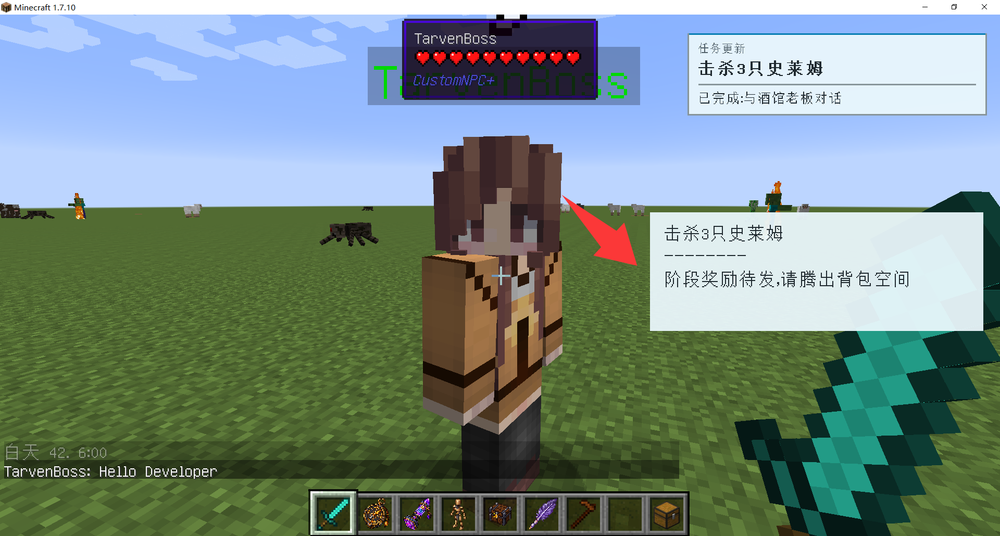 Minecraft 1.7.10
TarvenBoss
CustomNPC+
TarvenBoss
任务更新
击杀3只史莱姆
已完成:与酒馆老板对话
击杀3只史莱姆
---------
阶段奖励待发,请腾出背包空间
白天 42. 6:00
TarvenBoss: Hello Developer